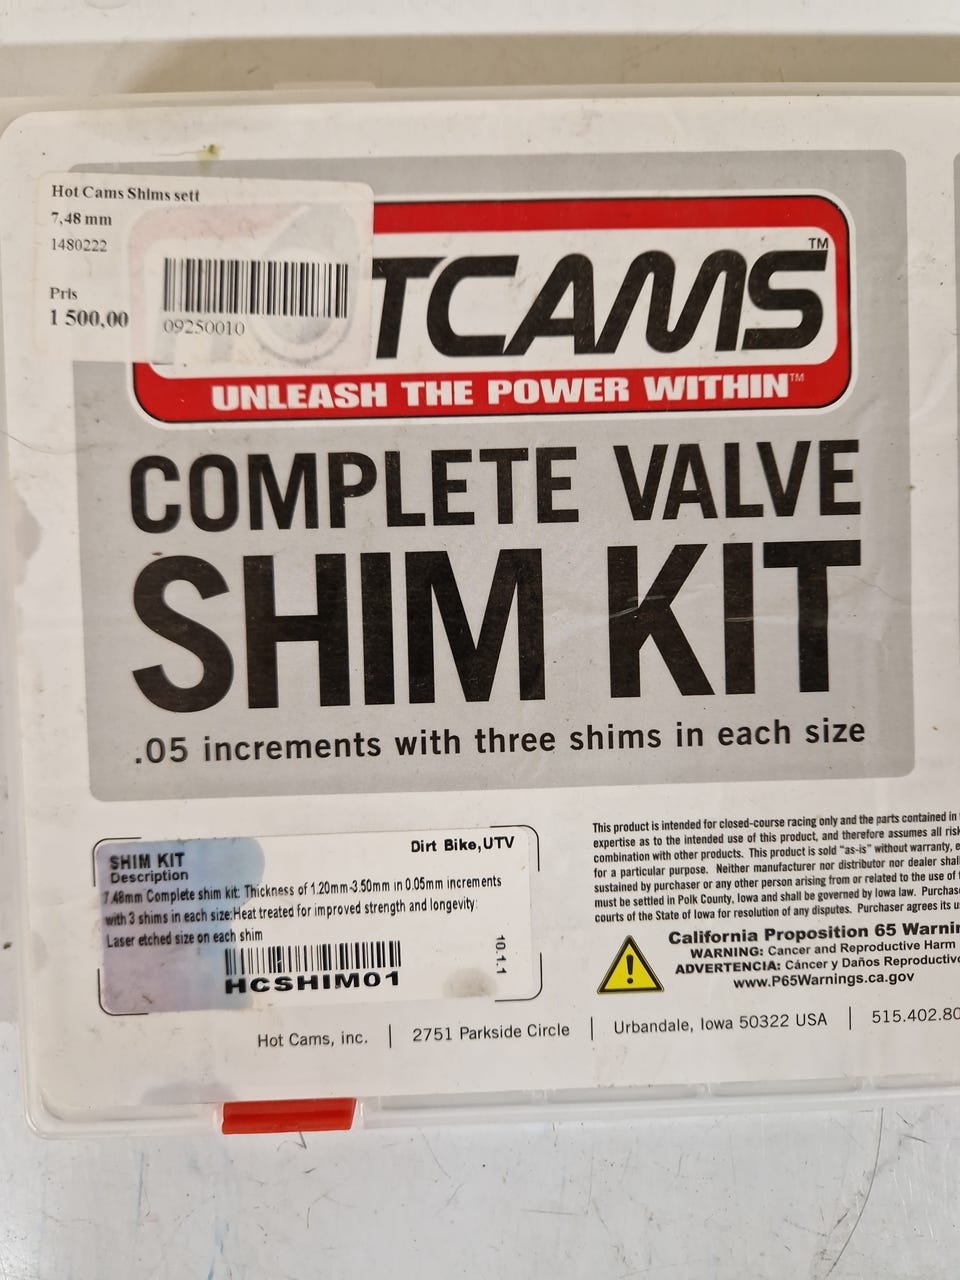 Hot Cams Shims sett
7,48 mm
1480222
Pris
1 500,00
09250010
HOTCAMS™
UNLEASH THE POWER WITHIN™
COMPLETE VALVE
SHIM KIT
.05 increments with three shims in each size
SHIM KIT
Dirt Bike,UTV
Description
7.48mm Complete shim kit: Thickness of 1.20mm-3.50mm in 0.05mm increments
with 3 shims in each size:Heat treated for improved strength and longevity:
Laser etched size on each shim
HCSHIM01
10.1.1
This product is intended for closed-course racing only and the parts contained in
expertise as to the intended use of this product, and therefore assumes all risk
combination with other products. This product is sold "as-is" without warranty, e
for a particular purpose. Neither manufacturer nor distributor nor dealer shall
sustained by purchaser or any other person arising from or related to the use of
must be settled in Polk County, Iowa and shall be governed by Iowa law. Purchase
courts of the State of Iowa for resolution of any disputes. Purchaser agrees its u
California Proposition 65 Warnin
WARNING: Cancer and Reproductive Harm
ADVERTENCIA: Cáncer y Daños Reproductivo
www.P65Warnings.ca.gov
Hot Cams, inc. | 2751 Parkside Circle | Urbandale, Iowa 50322 USA | 515.402.80